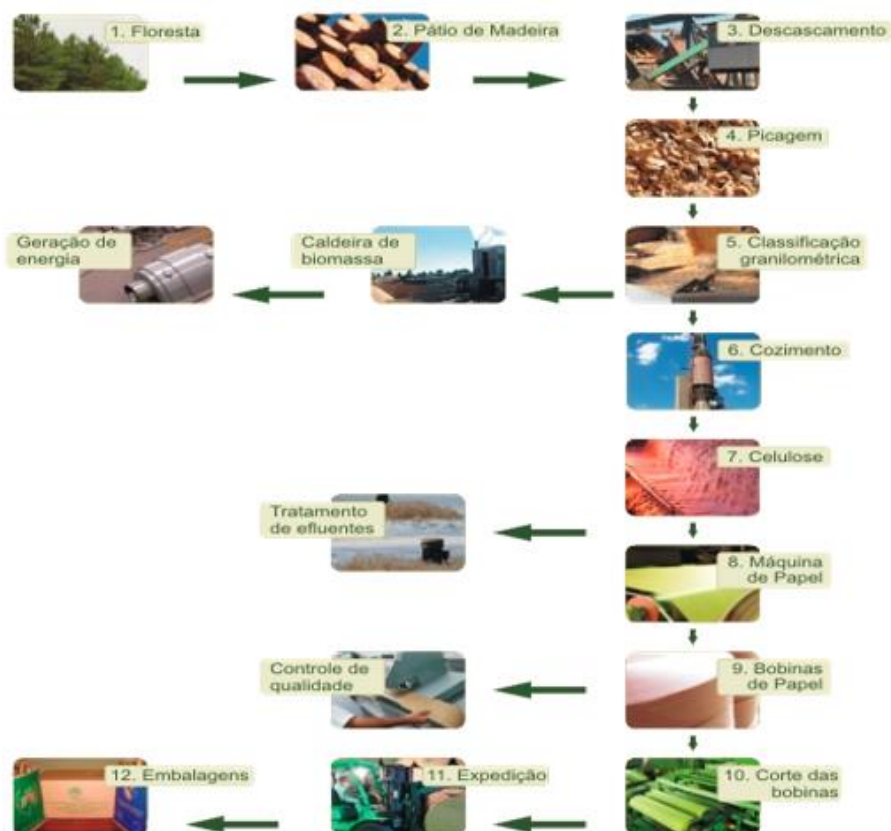 1. Floresta
2. Pátio de Madeira
3. Descascamento
4. Picagem
Geração de
energia
Caldeira de
biomassa
5. Classificação
granilométrica
6. Cozimento
7. Celulose
Tratamento
de efluentes
8. Máquina
de Papel
Controle de
qualidade
9. Bobinas
de Papel
12. Embalagens
11. Expedição
10. Corte das
bobinas